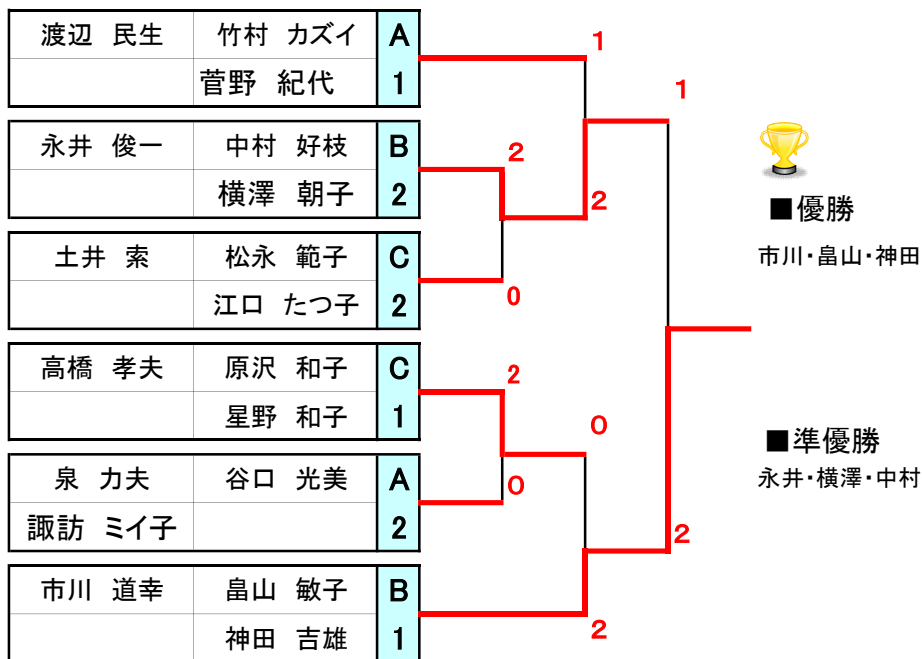 渡辺 民生 竹村 カズイ A
菅野 紀代 1
永井 俊一 中村 好枝 B
横澤 朝子 2
土井 索 松永 範子 C
江口 たつ子 2
高橋 孝夫 原沢 和子 C
星野 和子 1
泉 力夫 谷口 光美 A
諏訪 ミイ子 2
市川 道幸 畠山 敏子 B
神田 吉雄 1
1
2
2
0
2
0
0
2
1
2
■優勝
市川・畠山・神田
■準優勝
永井・横澤・中村